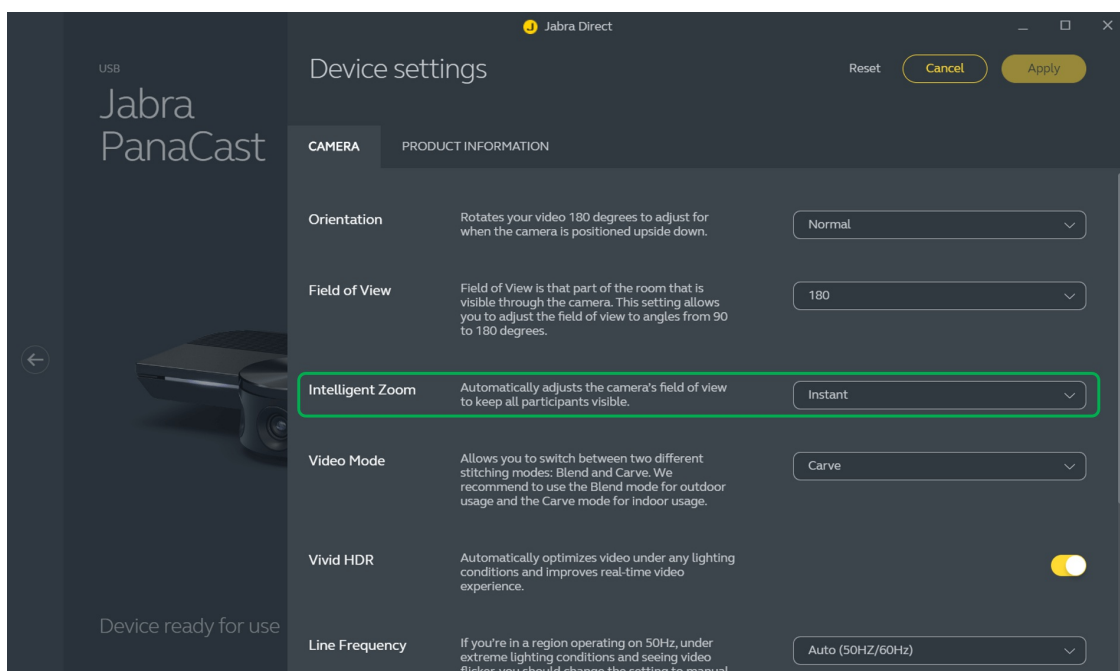 Jabra Direct
USB
Jabra
PanaCast
Device settings
Reset
Cancel
Apply
CAMERA
PRODUCT INFORMATION
Orientation
Rotates your video 180 degrees to adjust for
when the camera is positioned upside down.
Normal
Field of View
Field of View is that part of the room that is
visible through the camera. This setting allows
you to adjust the field of view to angles from 90
to 180 degrees.
180
Intelligent Zoom
Automatically adjusts the camera's field of view
to keep all participants visible.
Instant
Video Mode
Allows you to switch between two different
stitching modes: Blend and Carve. We
recommend to use the Blend mode for outdoor
usage and the Carve mode for indoor usage.
Carve
Vivid HDR
Automatically optimizes video under any lighting
conditions and improves real-time video
experience.
Device ready for use
Line Frequency
If you're in a region operating on 50Hz, under
extreme lighting conditions and seeing video
flicker, you should change the setting to manual
Auto (50HZ/60Hz)